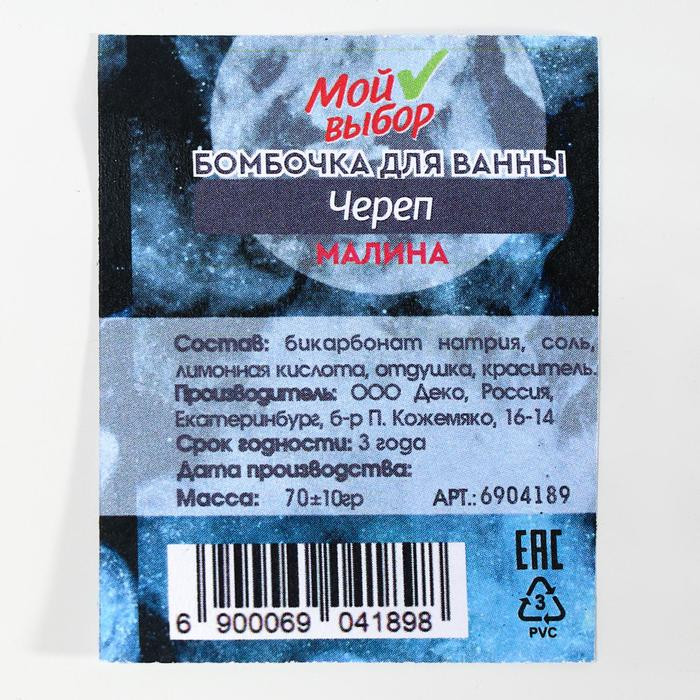 Мой
выбор
БОМБОЧКА ДЛЯ ВАННЫ
Череп
МАЛИНА
Состав: бикарбонат натрия, соль,
лимонная кислота, отдушка, краситель.
Производитель: ООО Деко, Россия,
Екатеринбург, б-р П. Кожемяко, 16-14
Срок годности: 3 года
Дата производства:
Масса: 70±10гр АРТ.: 6904189
EAC
3
PVC
6 900069 041898